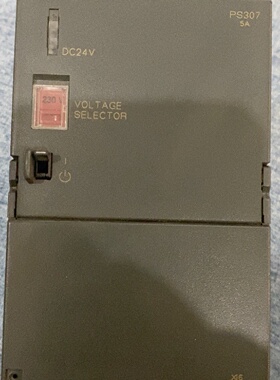 PS307
5A
DC24V
230
VOLTAGE
SELECTOR
I